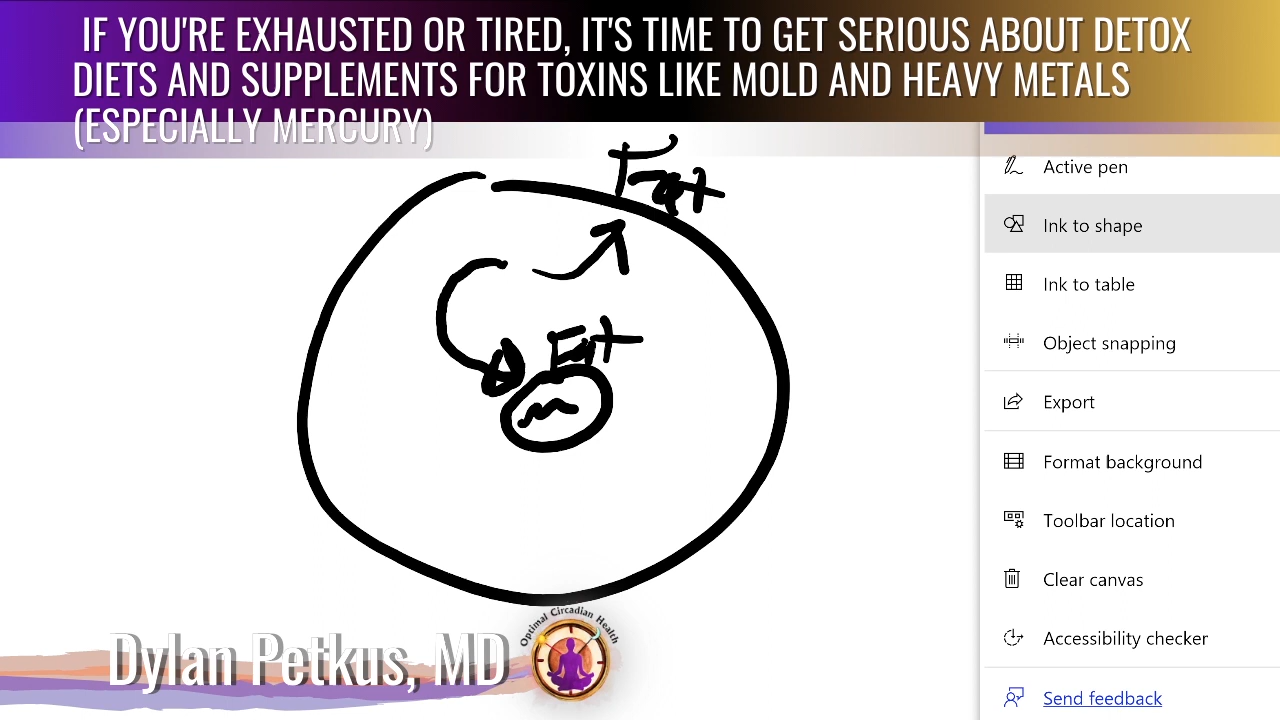 IF YOU'RE EXHAUSTED OR TIRED, IT'S TIME TO GET SERIOUS ABOUT DETOX
DIETS AND SUPPLEMENTS FOR TOXINS LIKE MOLD AND HEAVY METALS
(ESPECIALLY MERCURY)
Active pen
Fat
Ink to shape
Ink to table
Fat
Object snapping
Export
Format background
Toolbar location
Clear canvas
Optimal Circadian Health
Accessibility checker
Dylan Petkus, MD
Send feedback